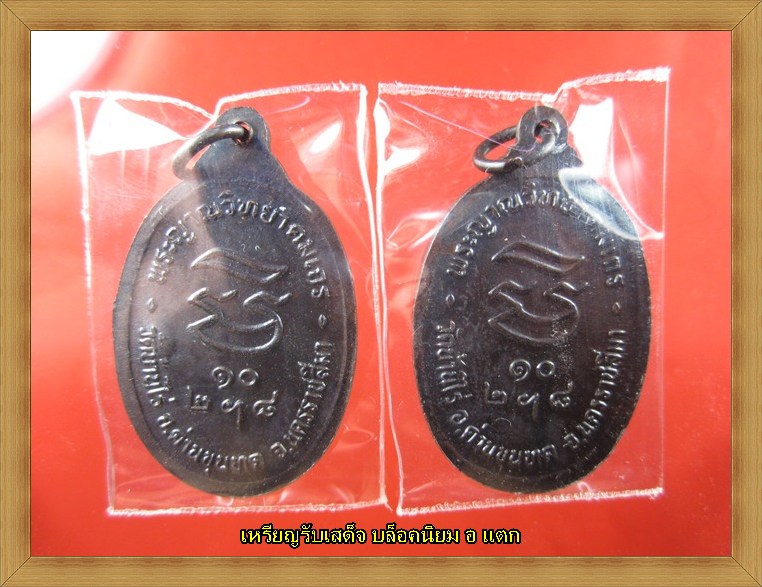 พระญาณวิทยาคมเถร
๑๐
๒ ฯ ๘
วัดบ้านไร่ อ.ด่านขุนทด จ.นครราชสีมา
พระญาณวิทยาคมเถร
๑๐
๒ ฯ ๘
วัดบ้านไร่ อ.ด่านขุนทด จ.นครราชสีมา
เหรียญรับเสด็จ บล็อคนิยม อ แตก